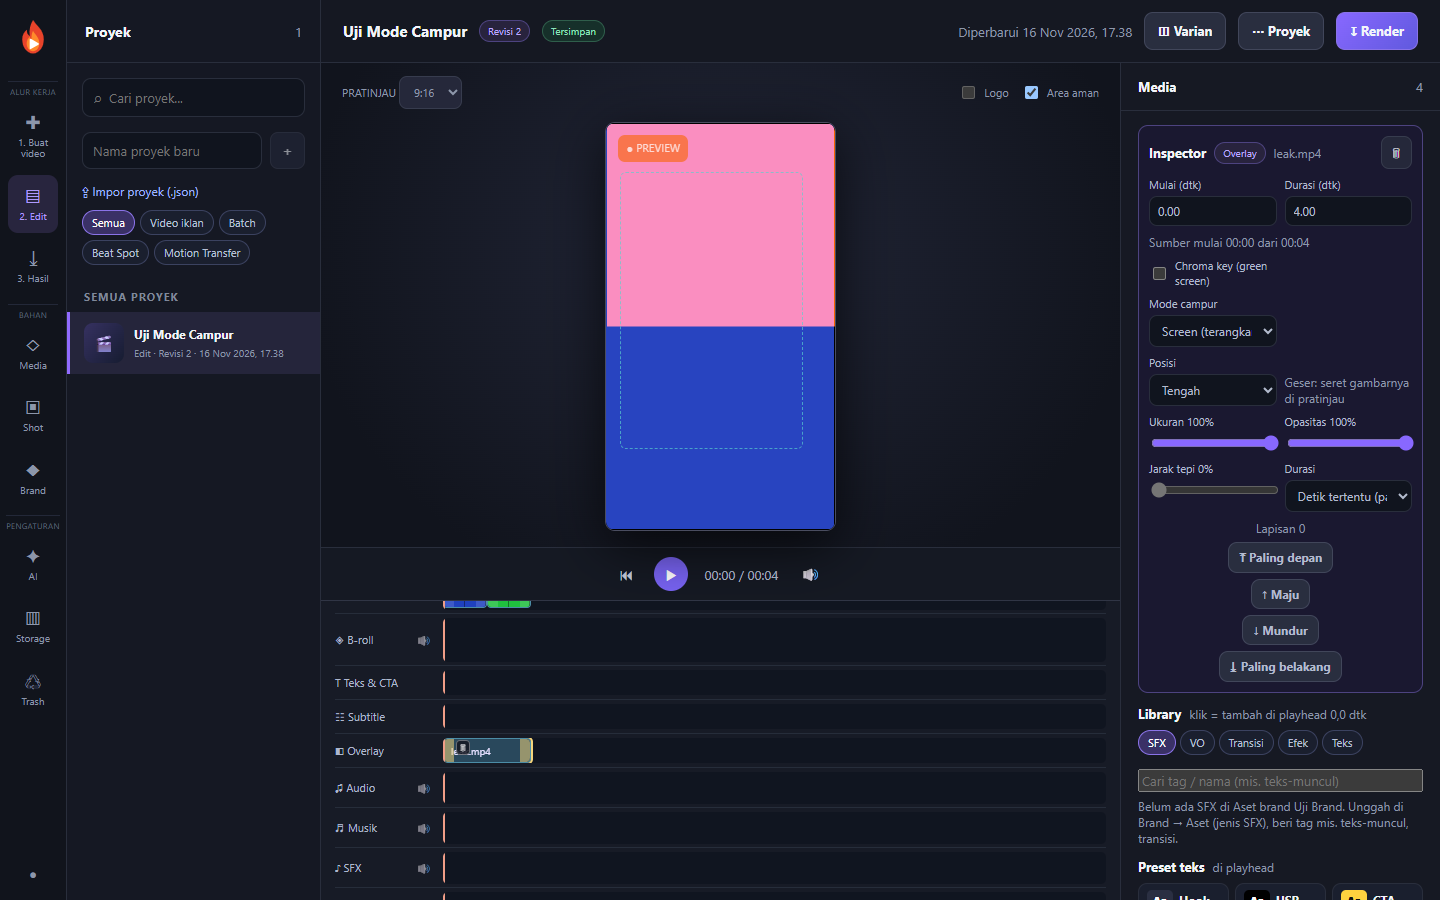 Proyek 1
Uji Mode Campur Revisi 2 Tersimpan
Diperbarui 16 Nov 2026, 17.38 Varian ··· Proyek Render
ALUR KERJA
1. Buat video
2. Edit
3. Hasil
BAHAN
Media
Shot
Brand
PENGATURAN
AI
Storage
Trash
Cari proyek...
Nama proyek baru +
Impor proyek (.json)
Semua Video iklan Batch
Beat Spot Motion Transfer
SEMUA PROYEK
Uji Mode Campur
Edit · Revisi 2 · 16 Nov 2026, 17.38
PRATINJAU 9:16 Logo Area aman
PREVIEW
00:00 / 00:04
B-roll
T Teks & CTA
Subtitle
Overlay
mp4
Audio
Musik
SFX
Media 4
Inspector Overlay leak.mp4
Mulai (dtk) Durasi (dtk)
0.00 4.00
Sumber mulai 00:00 dari 00:04
Chroma key (green
screen)
Mode campur
Screen (terangka
Posisi
Tengah
Geser: seret gambarnya
di pratinjau
Ukuran 100% Opasitas 100%
Jarak tepi 0% Durasi
Detik tertentu (pa
Lapisan 0
Paling depan
↑ Maju
↓ Mundur
Paling belakang
Library klik = tambah di playhead 0,0 dtk
SFX VO Transisi Efek Teks
Cari tag / nama (mis. teks-muncul)
Belum ada SFX di Aset brand Uji Brand. Unggah di
Brand → Aset (jenis SFX), beri tag mis. teks-muncul,
transisi.
Preset teks di playhead